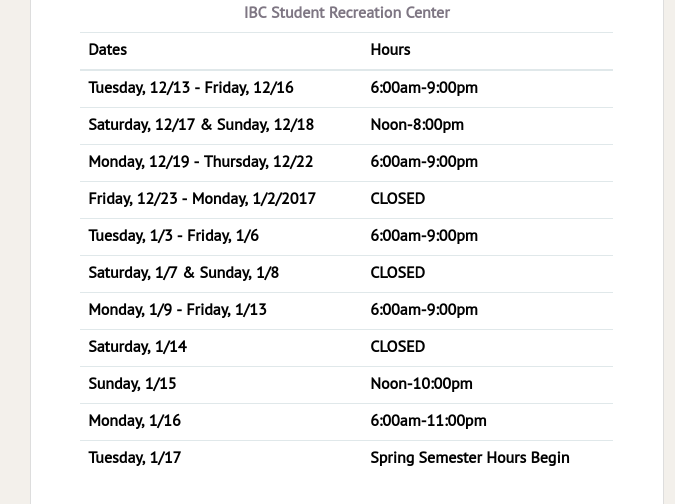 IBC Student Recreation Center
Dates Hours
Tuesday, 12/13 - Friday, 12/16 6:00am-9:00pm
Saturday, 12/17 & Sunday, 12/18 Noon-8:00pm
Monday, 12/19 - Thursday, 12/22 6:00am-9:00pm
Friday, 12/23 - Monday, 1/2/2017 CLOSED
Tuesday, 1/3 - Friday, 1/6 6:00am-9:00pm
Saturday, 1/7 & Sunday, 1/8 CLOSED
Monday, 1/9 - Friday, 1/13 6:00am-9:00pm
Saturday, 1/14 CLOSED
Sunday, 1/15 Noon-10:00pm
Monday, 1/16 6:00am-11:00pm
Tuesday, 1/17 Spring Semester Hours Begin